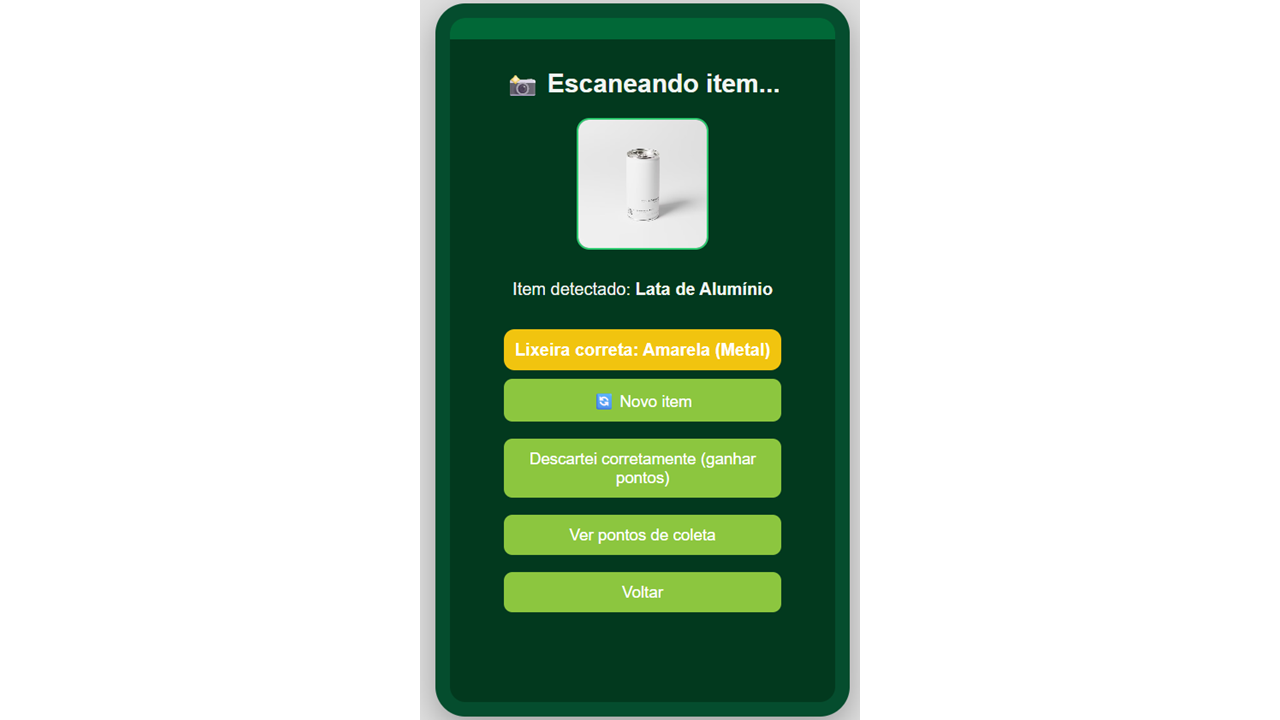 Escaneando item...
Item detectado: Lata de Alumínio
Lixeira correta: Amarela (Metal)
Novo item
Descartei corretamente (ganhar
pontos)
Ver pontos de coleta
Voltar